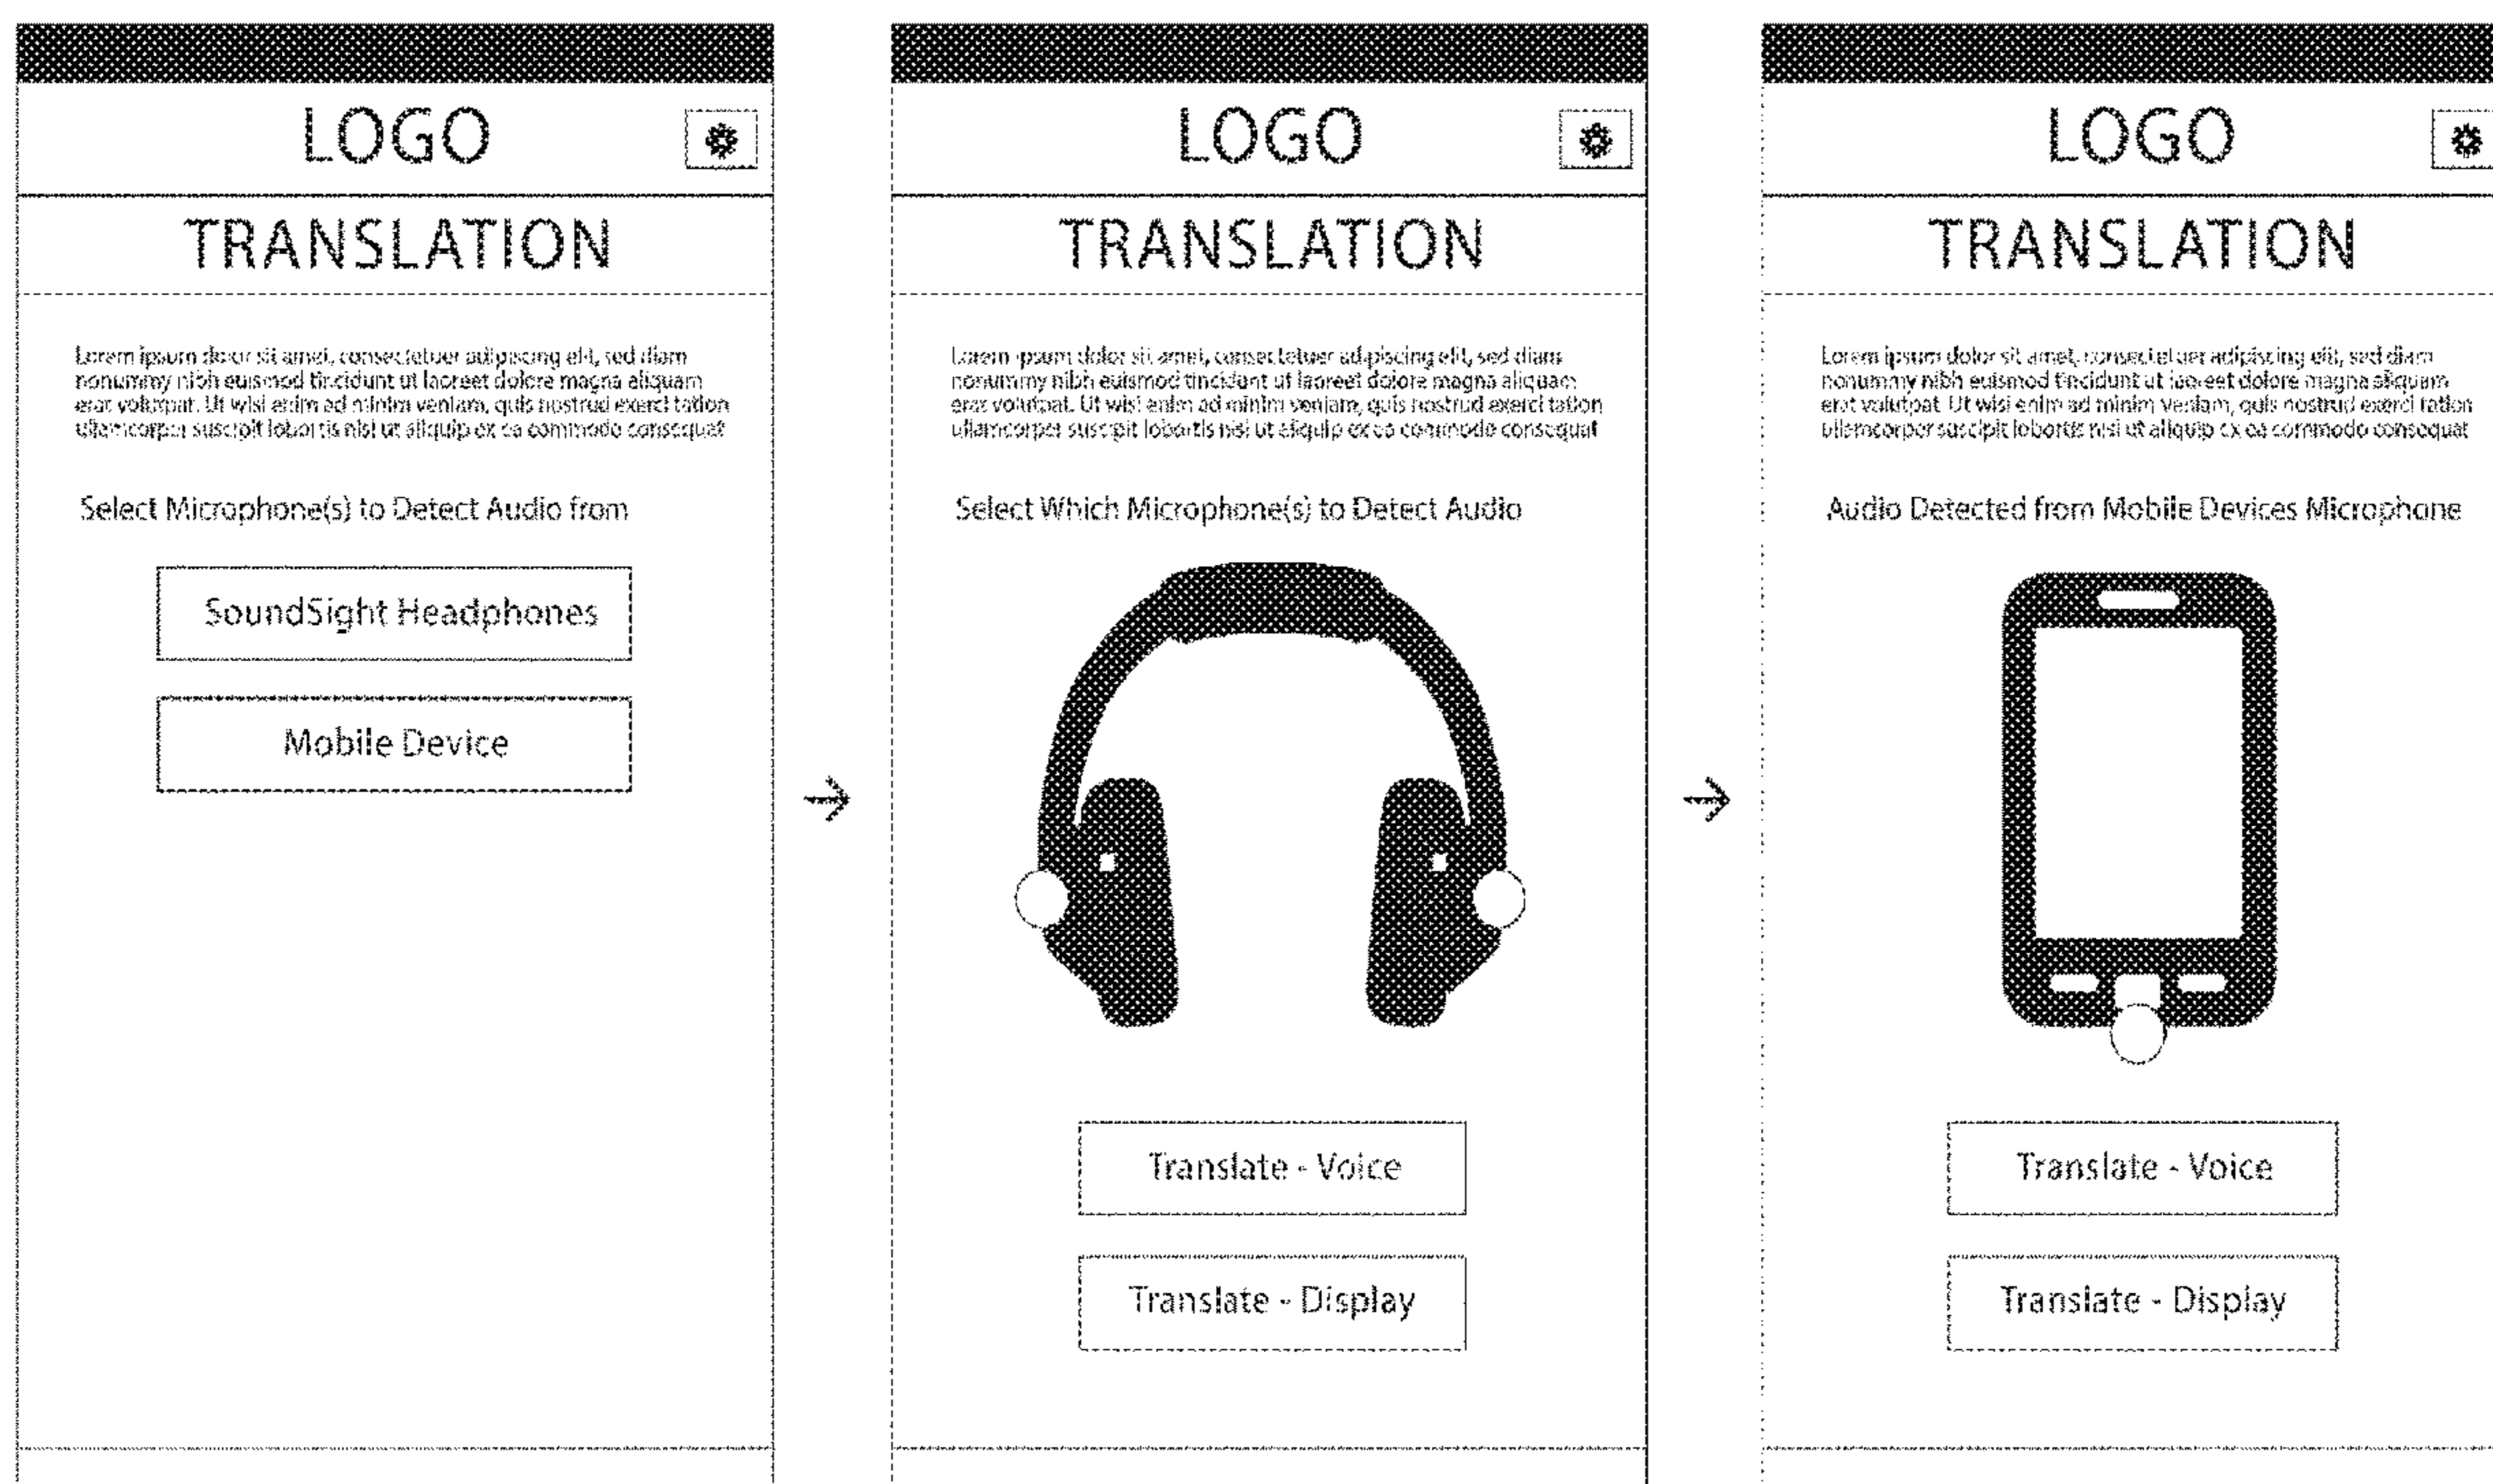 LOGO
TRANSLATION
Lorem ipsum dolor sit amet, consectetuer adipiscing elit, sed diam
nonummy nibh euismod tincidunt ut laoreet dolore magna aliquam
erat volutpat. Ut wisi enim ad minim veniam, quis nostrud exerci tation
ullamcorper suscipit lobortis nisl ut aliquip ex ea commodo consequat
Select Microphone(s) to Detect Audio from
SoundSight Headphones
Mobile Device
LOGO
TRANSLATION
Lorem ipsum dolor sit amet, consectetuer adipiscing elit, sed diam
nonummy nibh euismod tincidunt ut laoreet dolore magna aliquam
erat volutpat. Ut wisi enim ad minim veniam, quis nostrud exerci tation
ullamcorper suscipit lobortis nisl ut aliquip ex ea commodo consequat
Select Which Microphone(s) to Detect Audio
Translate - Voice
Translate - Display
LOGO
TRANSLATION
Lorem ipsum dolor sit amet, consectetuer adipiscing elit, sed diam
nonummy nibh euismod tincidunt ut laoreet dolore magna aliquam
erat volutpat. Ut wisi enim ad minim veniam, quis nostrud exerci tation
ullamcorper suscipit lobortis nisl ut aliquip ex ea commodo consequat
Audio Detected from Mobile Devices Microphone
Translate - Voice
Translate - Display